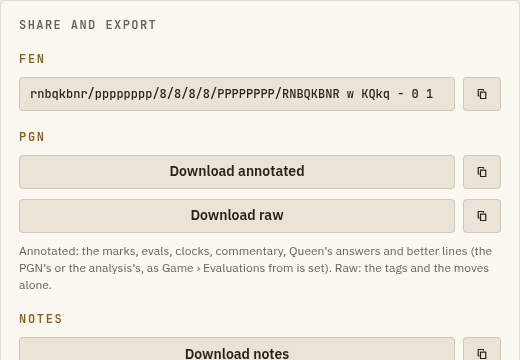 SHARE AND EXPORT
FEN
rnbqkbnr/pppppppp/8/8/8/8/PPPPPPPP/RNBQKBNR w KQkq - 0 1
PGN
Download annotated
Download raw
Annotated: the marks, evals, clocks, commentary, Queen’s answers and better lines (the
PGN’s or the analysis’s, as Game › Evaluations from is set). Raw: the tags and the moves
alone.
NOTES
Download notes